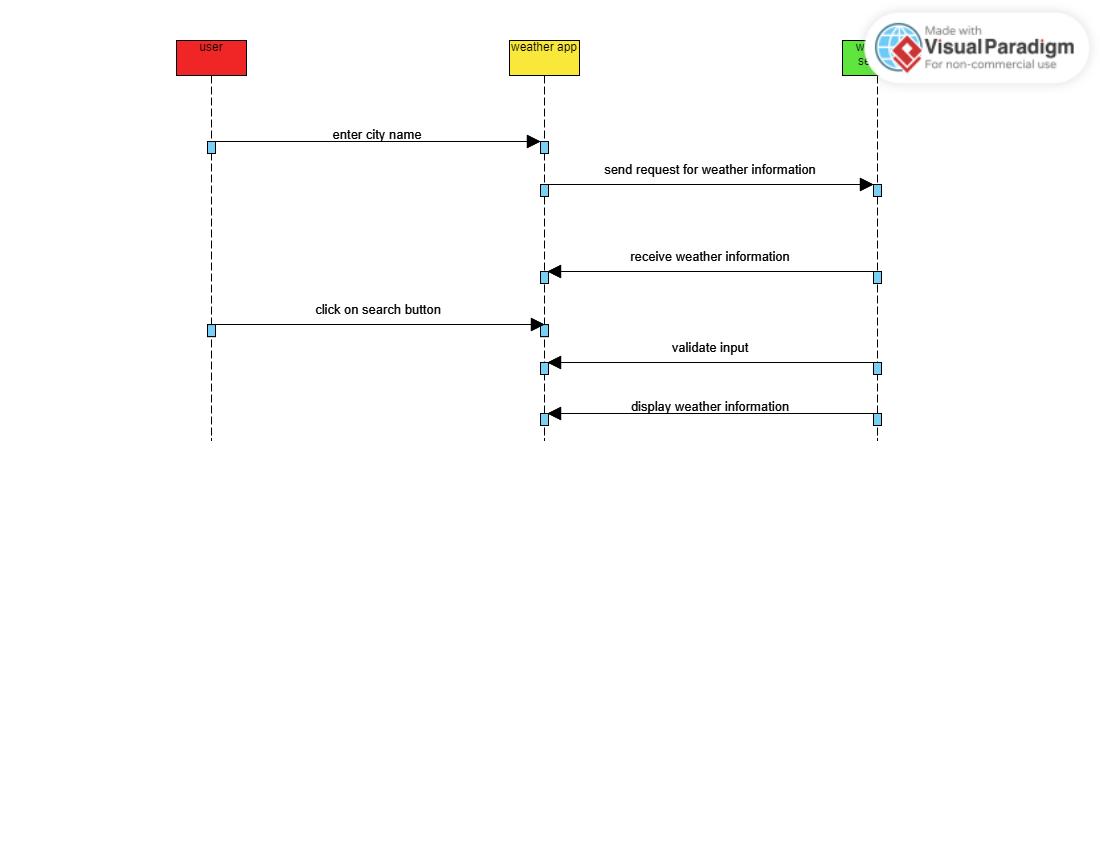 user
weather app
Made with
Visual Paradigm
For non-commercial use
enter city name
send request for weather information
receive weather information
click on search button
validate input
display weather information